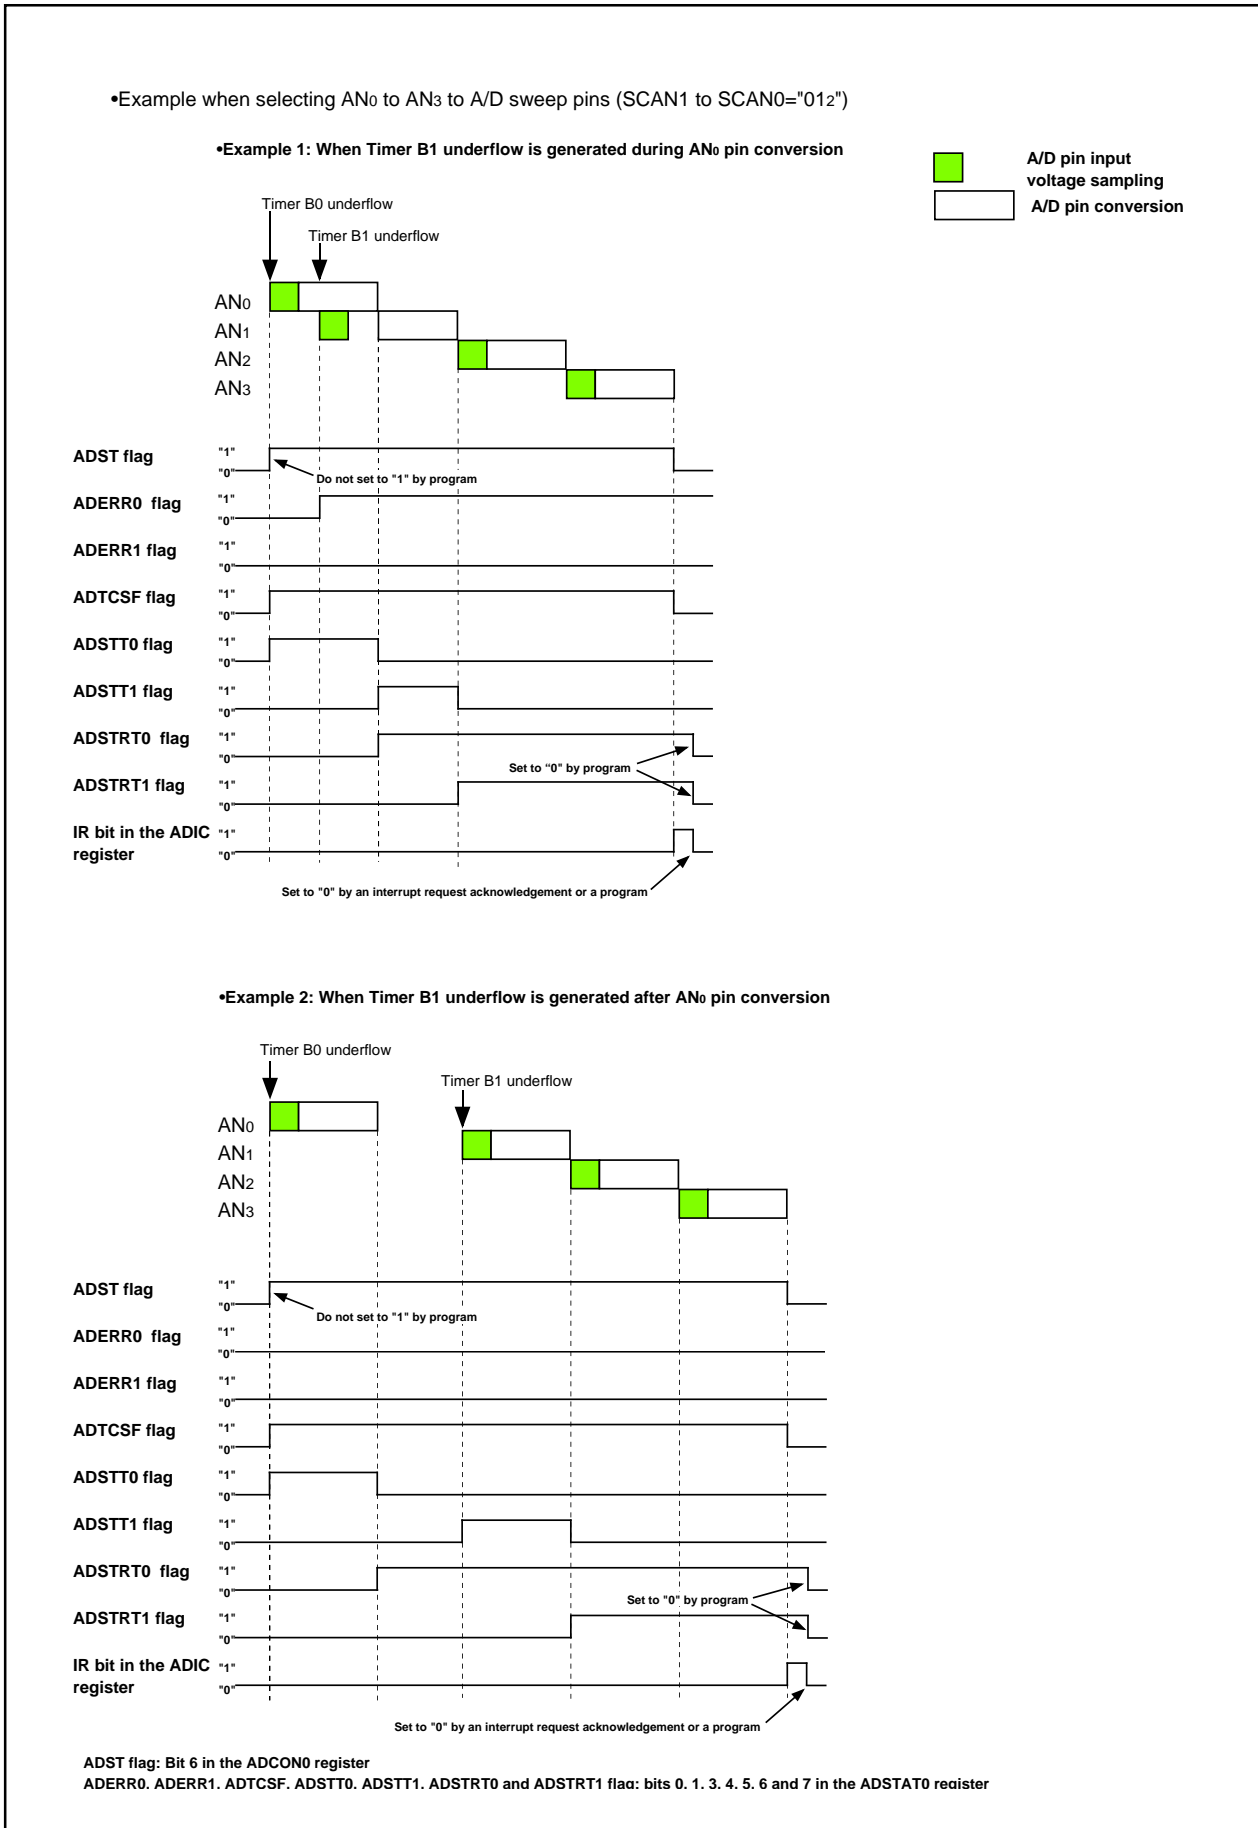 •Example when selecting AN0 to AN3 to A/D sweep pins (SCAN1 to SCAN0="012")
•Example 1: When Timer B1 underflow is generated during AN0 pin conversion
A/D pin input
voltage sampling
A/D pin conversion
Timer B0 underflow
Timer B1 underflow
AN0
AN1
AN2
AN3
ADST flag "1"
"0"
Do not set to "1" by program
ADERR0 flag "1"
"0"
ADERR1 flag "1"
"0"
ADTCSF flag "1"
"0"
ADSTT0 flag "1"
"0"
ADSTT1 flag "1"
"0"
ADSTRT0 flag "1"
"0"
Set to “0” by program
ADSTRT1 flag "1"
"0"
IR bit in the ADIC "1"
register "0"
Set to "0" by an interrupt request acknowledgement or a program
•Example 2: When Timer B1 underflow is generated after AN0 pin conversion
Timer B0 underflow
Timer B1 underflow
AN0
AN1
AN2
AN3
ADST flag "1"
"0"
Do not set to "1" by program
ADERR0 flag "1"
"0"
ADERR1 flag "1"
"0"
ADTCSF flag "1"
"0"
ADSTT0 flag "1"
"0"
ADSTT1 flag "1"
"0"
ADSTRT0 flag "1"
"0"
Set to "0" by program
ADSTRT1 flag "1"
"0"
IR bit in the ADIC "1"
register "0"
Set to "0" by an interrupt request acknowledgement or a program
ADST flag: Bit 6 in the ADCON0 register
ADERR0, ADERR1, ADTCSF, ADSTT0, ADSTT1, ADSTRT0 and ADSTRT1 flag: bits 0, 1, 3, 4, 5, 6 and 7 in the ADSTAT0 register